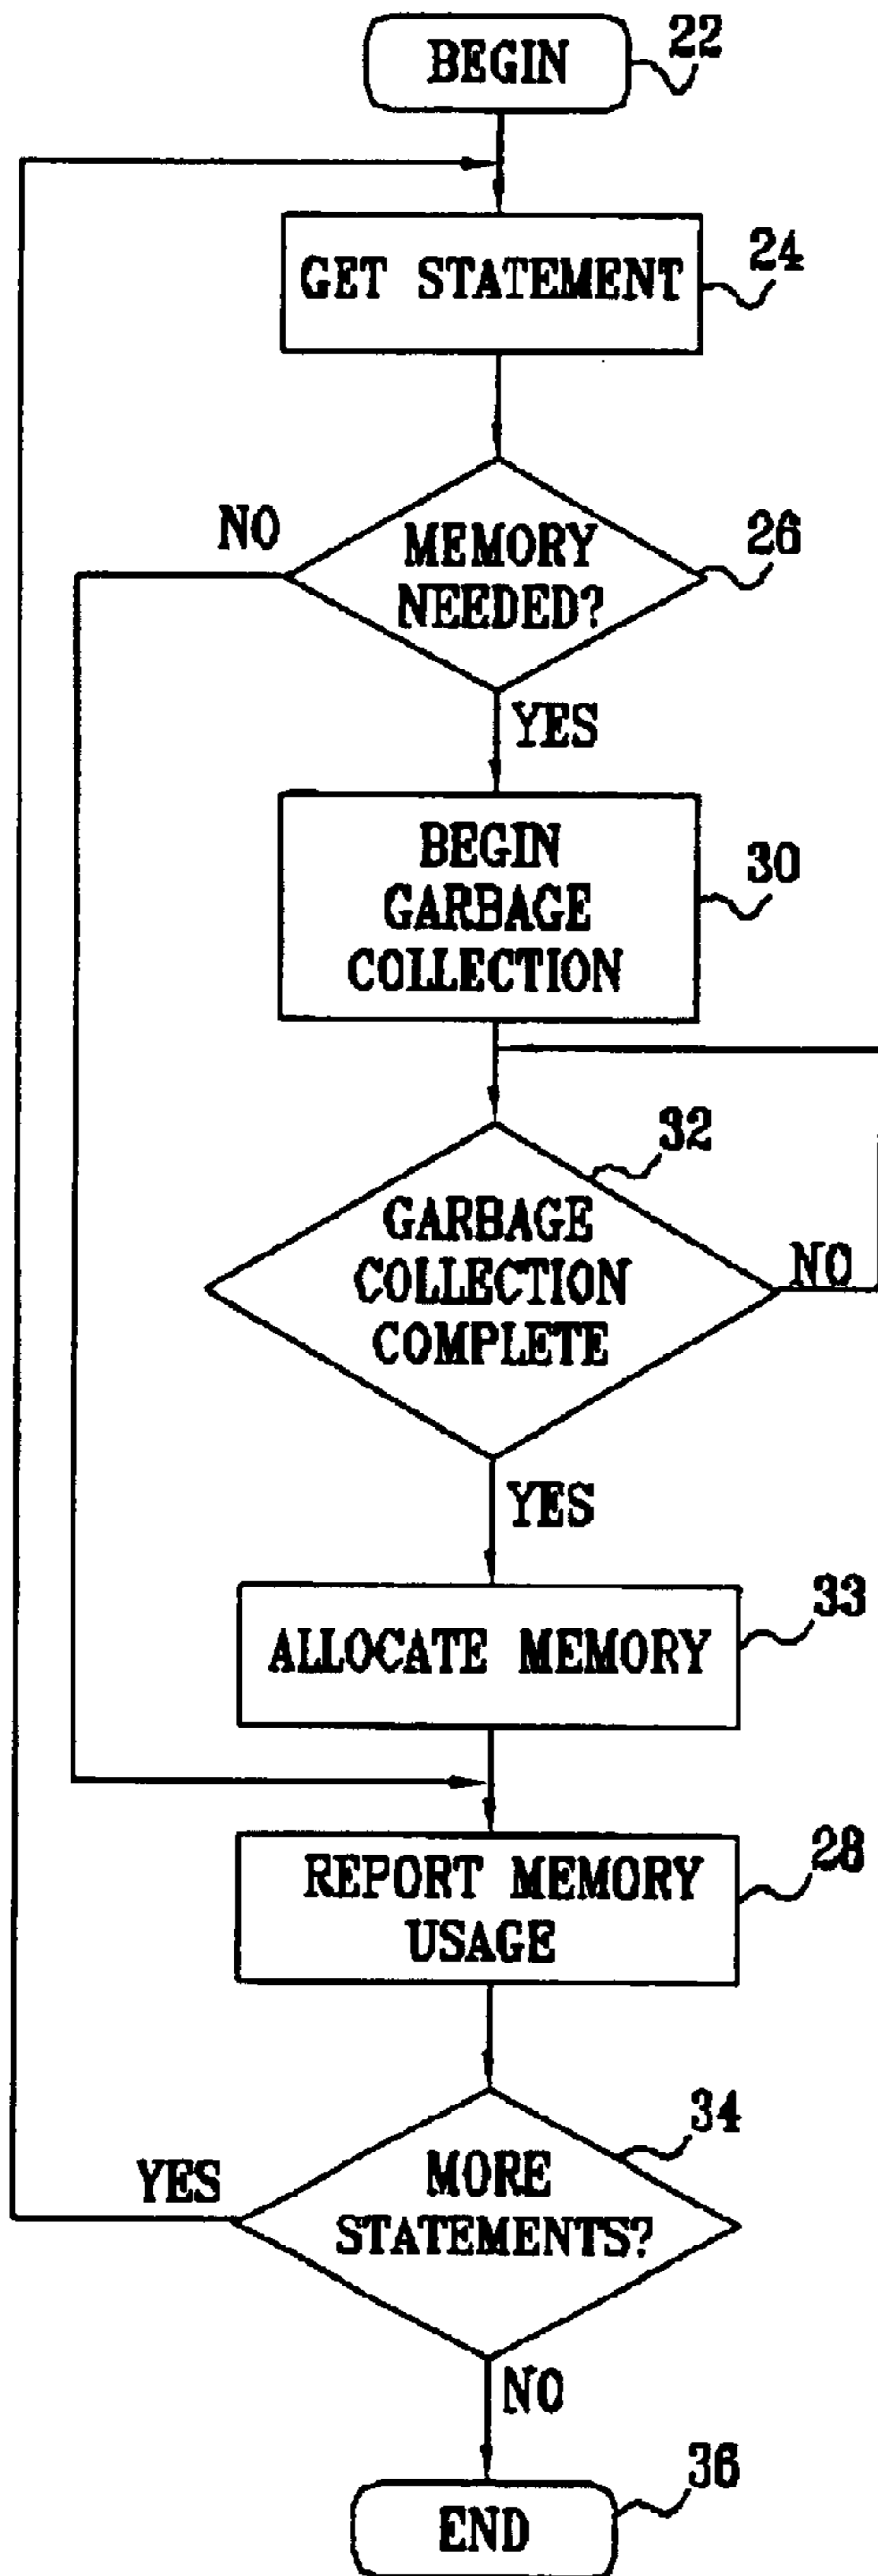 BEGIN
22
GET STATEMENT
24
NO
MEMORY
NEEDED?
26
YES
BEGIN
GARBAGE
COLLECTION
30
32
GARBAGE
COLLECTION
COMPLETE
NO
YES
33
ALLOCATE MEMORY
28
REPORT MEMORY
USAGE
34
YES
MORE
STATEMENTS?
NO
36
END